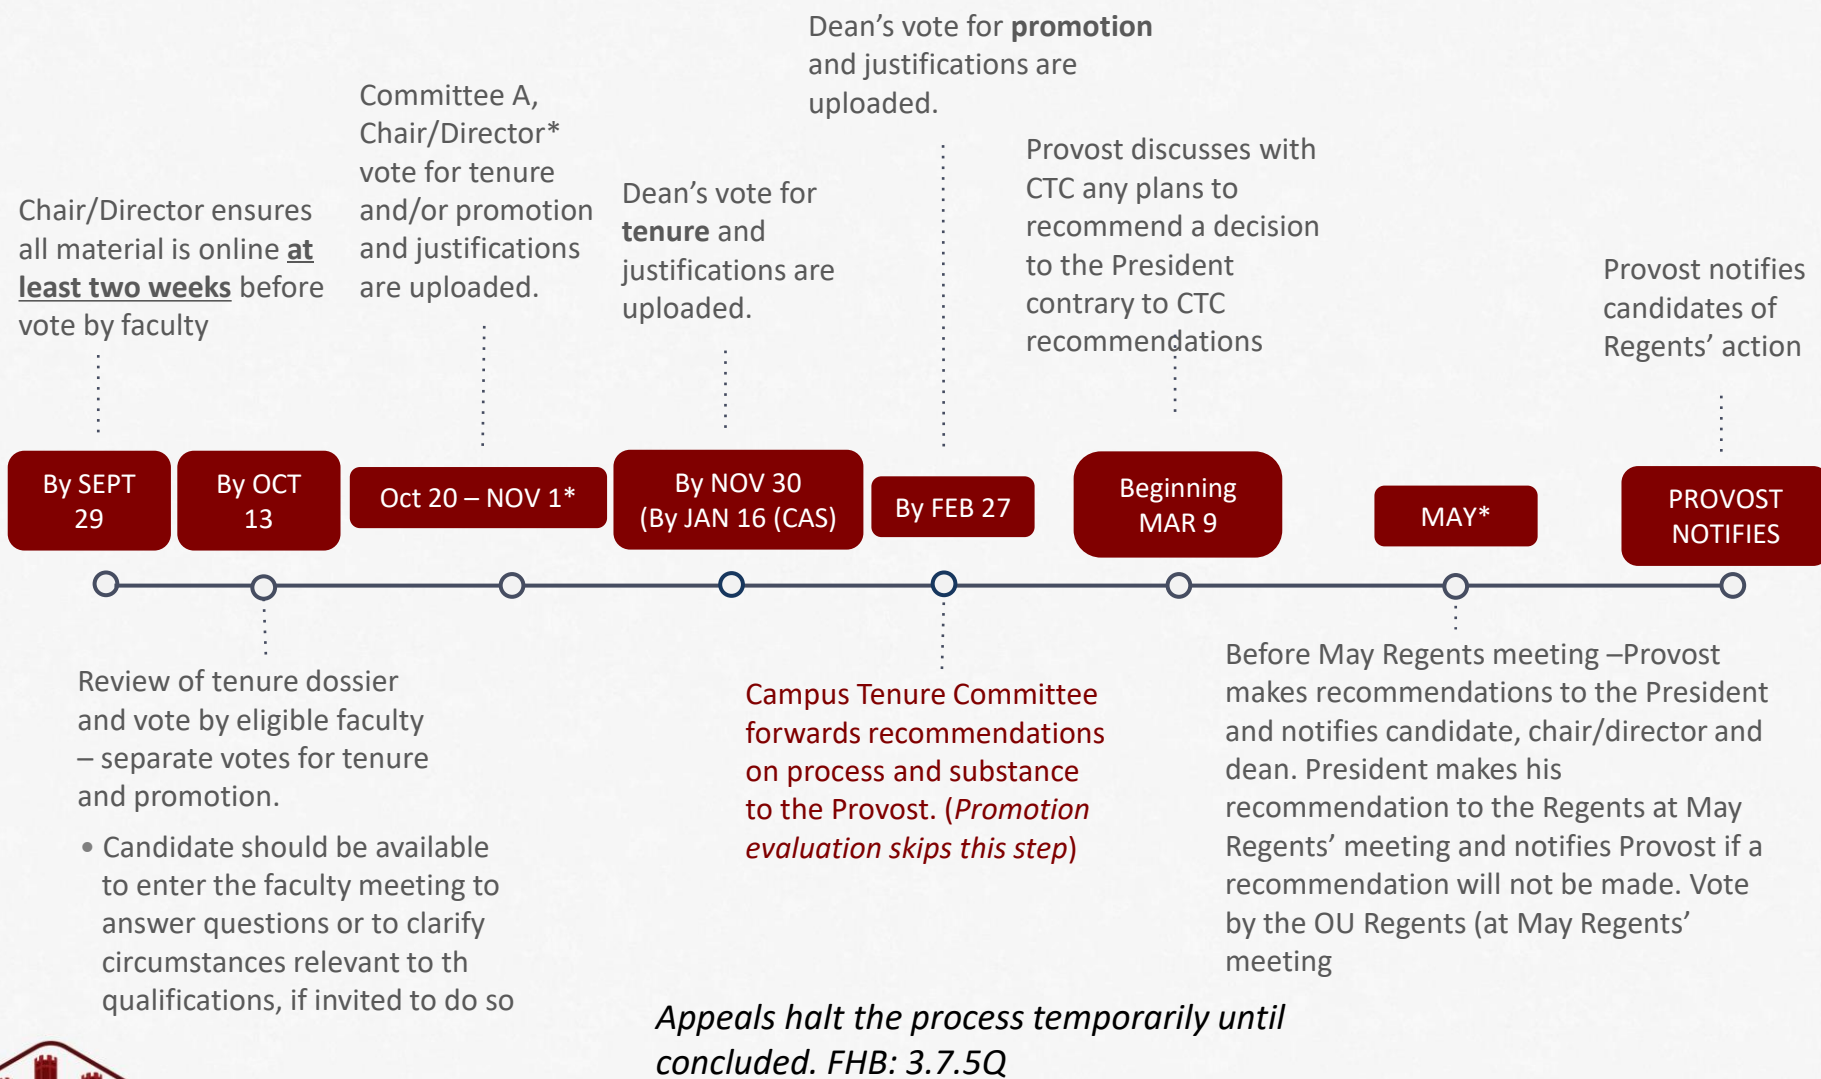 Chair/Director ensures
all material is online at
least two weeks before
vote by faculty
Committee A,
Chair/Director*
vote for tenure
and/or promotion
and justifications
are uploaded.
Dean’s vote for
tenure and
justifications are
uploaded.
Dean’s vote for promotion
and justifications are
uploaded.
Provost discusses with
CTC any plans to
recommend a decision
to the President
contrary to CTC
recommendations
Provost notifies
candidates of
Regents’ action
By SEPT
29
By OCT
13
Oct 20 – NOV 1*
By NOV 30
(By JAN 16 (CAS)
By FEB 27
Beginning
MAR 9
MAY*
PROVOST
NOTIFIES
Review of tenure dossier
and vote by eligible faculty
– separate votes for tenure
and promotion.
• Candidate should be available
to enter the faculty meeting to
answer questions or to clarify
circumstances relevant to th
qualifications, if invited to do so
Campus Tenure Committee
forwards recommendations
on process and substance
to the Provost. (Promotion
evaluation skips this step)
Before May Regents meeting –Provost
makes recommendations to the President
and notifies candidate, chair/director and
dean. President makes his
recommendation to the Regents at May
Regents’ meeting and notifies Provost if a
recommendation will not be made. Vote
by the OU Regents (at May Regents’
meeting
Appeals halt the process temporarily until
concluded. FHB: 3.7.5Q